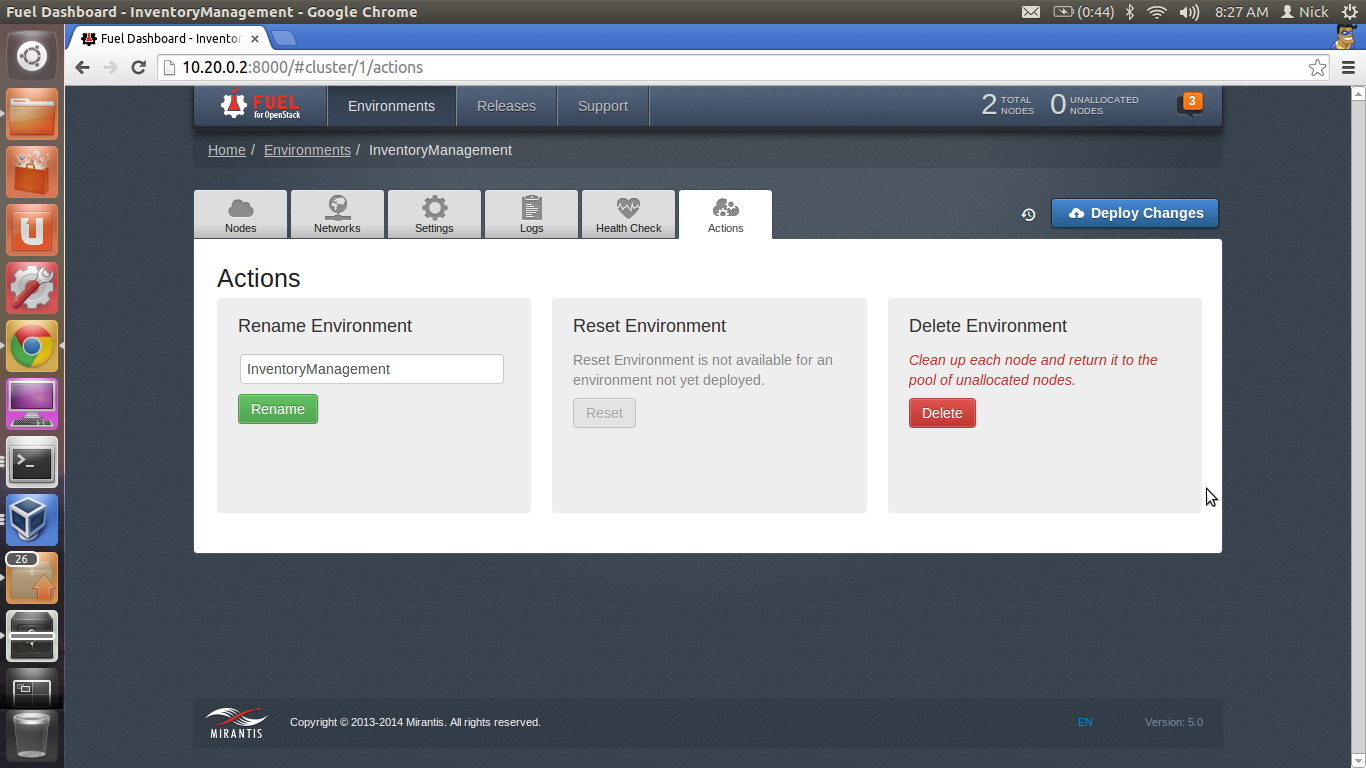 Fuel Dashboard - InventoryManagement - Google Chrome
(0:44)
8:27 AM
Nick
Fuel Dashboard - Inventor
10.20.0.2:8000/#cluster/1/actions
FUEL
for OpenStack
Environments
Releases
Support
2 TOTAL
NODES
0 UNALLOCATED
NODES
3
Home / Environments / InventoryManagement
Nodes
Networks
Settings
Logs
Health Check
Actions
Deploy Changes
Actions
Rename Environment
InventoryManagement
Rename
Reset Environment
Reset Environment is not available for an
environment not yet deployed.
Reset
Delete Environment
Clean up each node and return it to the
pool of unallocated nodes.
Delete
26
MIRANTIS
Copyright © 2013-2014 Mirantis. All rights reserved.
EN
Version: 5.0